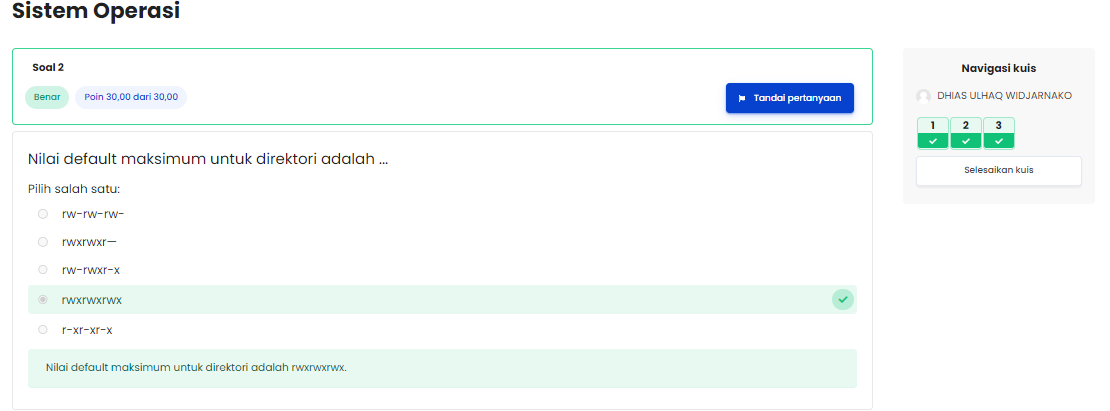 Sistem Operasi
Soal 2
Benar
Poin 30,00 dari 30,00
Tandai pertanyaan
Nilai default maksimum untuk direktori adalah ...
Pilih salah satu:
rw-rw-rw-
rwxrwxr—
rw-rwxr-x
rwxrwxrwx
r-xr-xr-x
Nilai default maksimum untuk direktori adalah rwxrwxrwx.
Navigasi kuis
DHIAS ULHAQ WIDJARNAKO
1 2 3
Selesaikan kuis